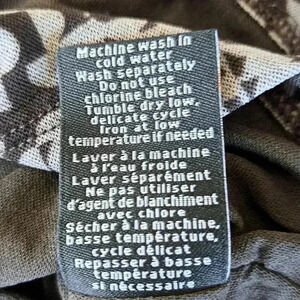 Machine wash in
cold water
Wash separately
Do not use
chlorine bleach
Tumble dry low,
delicate cycle
Iron at low
temperature if needed
Laver à la machine
à l'eau froide
Laver séparément
Ne pas utiliser
d'agent de blanchiment
avec chlore
Sécher à la machine,
basse température,
cycle délicat
Repasser à basse
température
si nécessaire